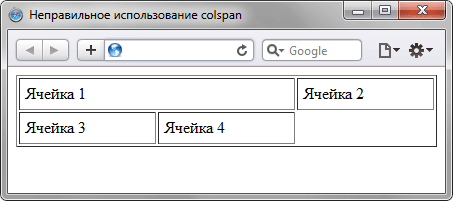 Неправильное использование colspan
Google
Ячейка 1
Ячейка 2
Ячейка 3
Ячейка 4